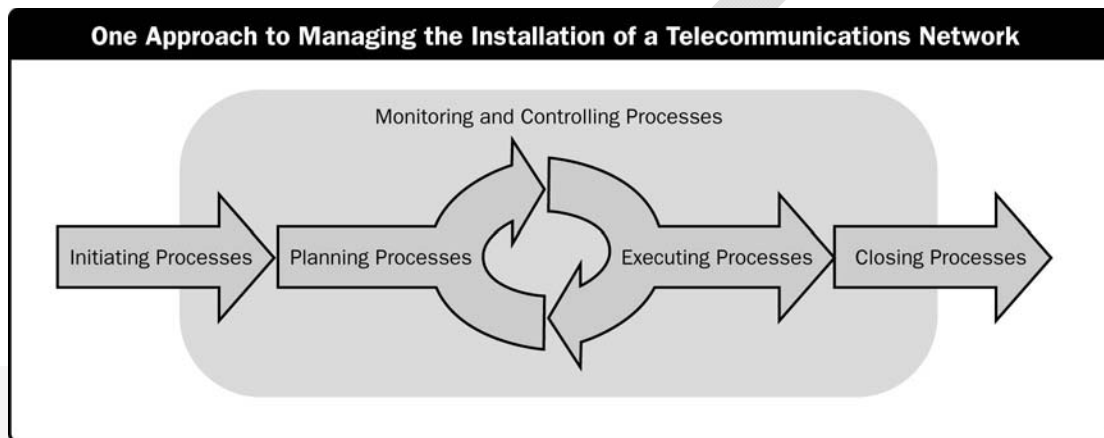 One Approach to Managing the Installation of a Telecommunications Network
Monitoring and Controlling Processes
Initiating Processes
Planning Processes
Executing Processes
Closing Processes